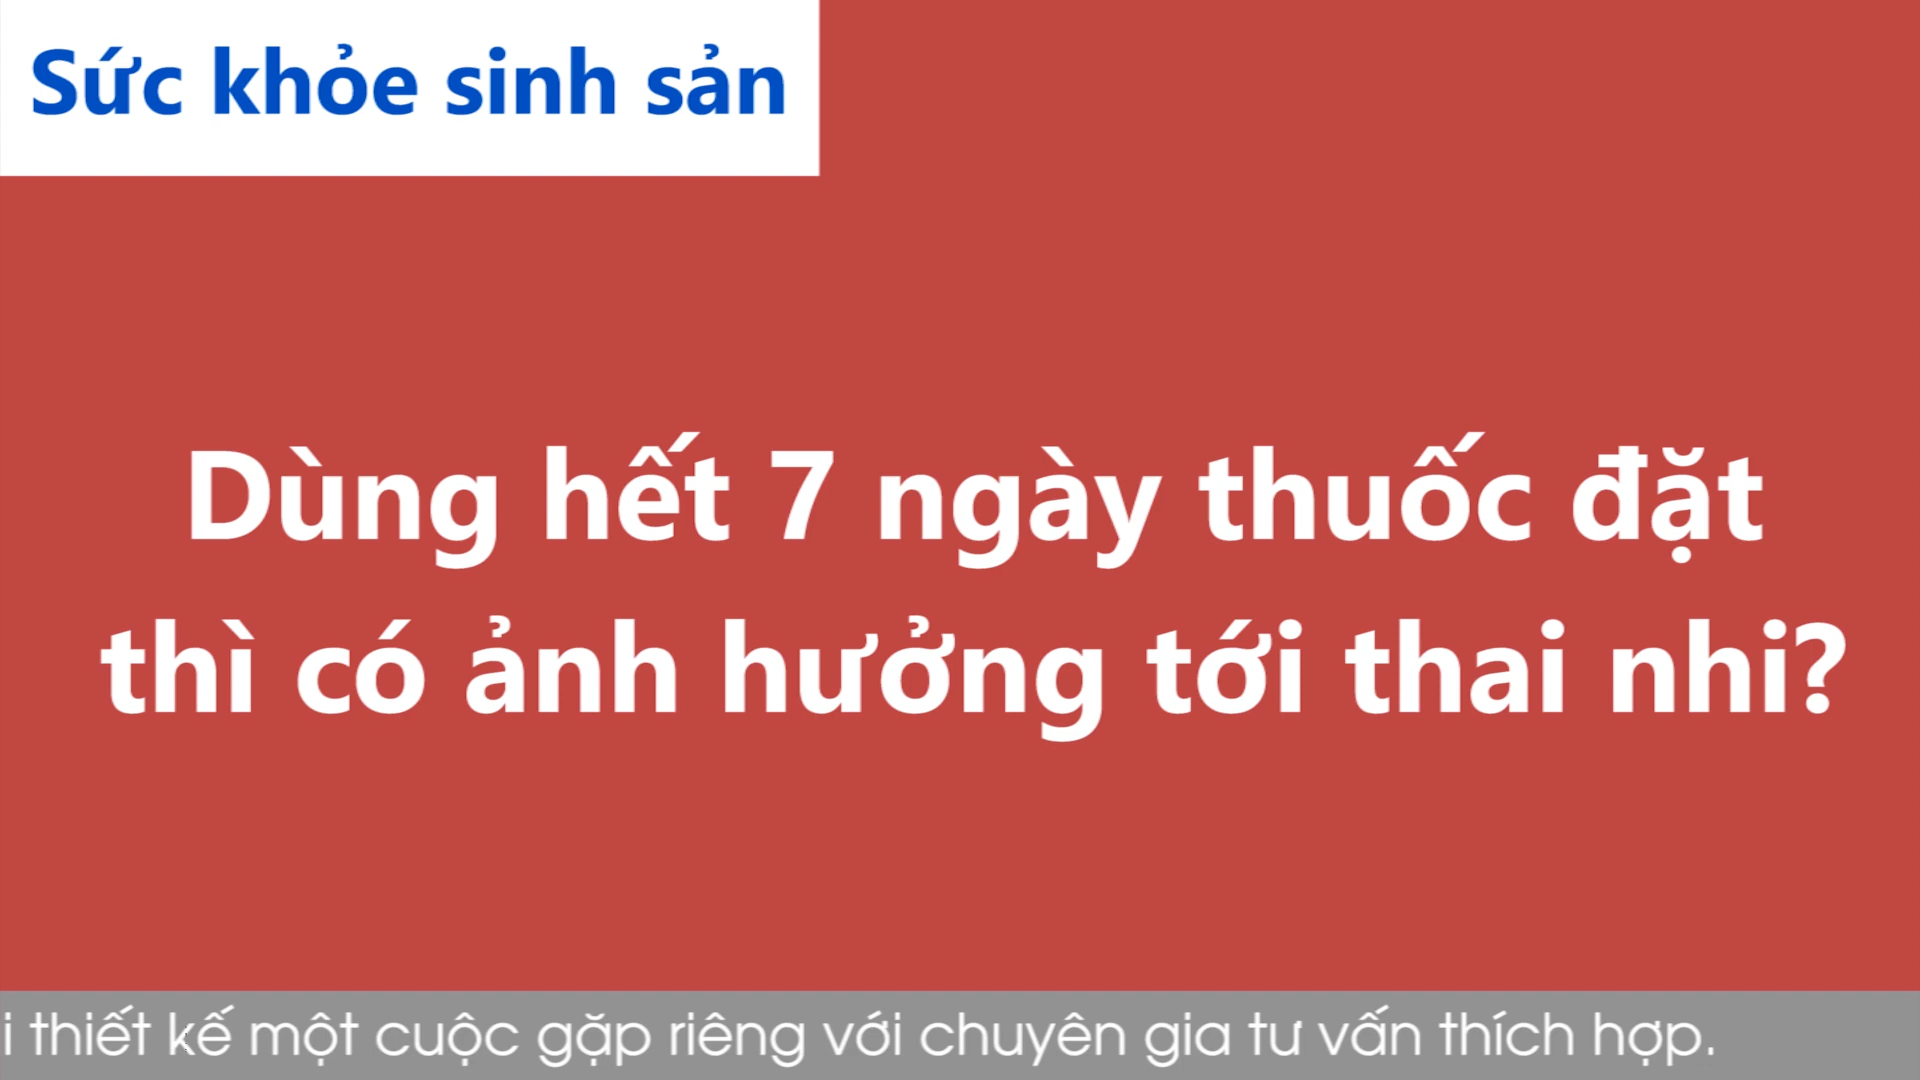 Sức khỏe sinh sản
Dùng hết 7 ngày thuốc đặt
thì có ảnh hưởng tới thai nhi?
i thiết kế một cuộc gặp riêng với chuyên gia tư vấn thích hợp.